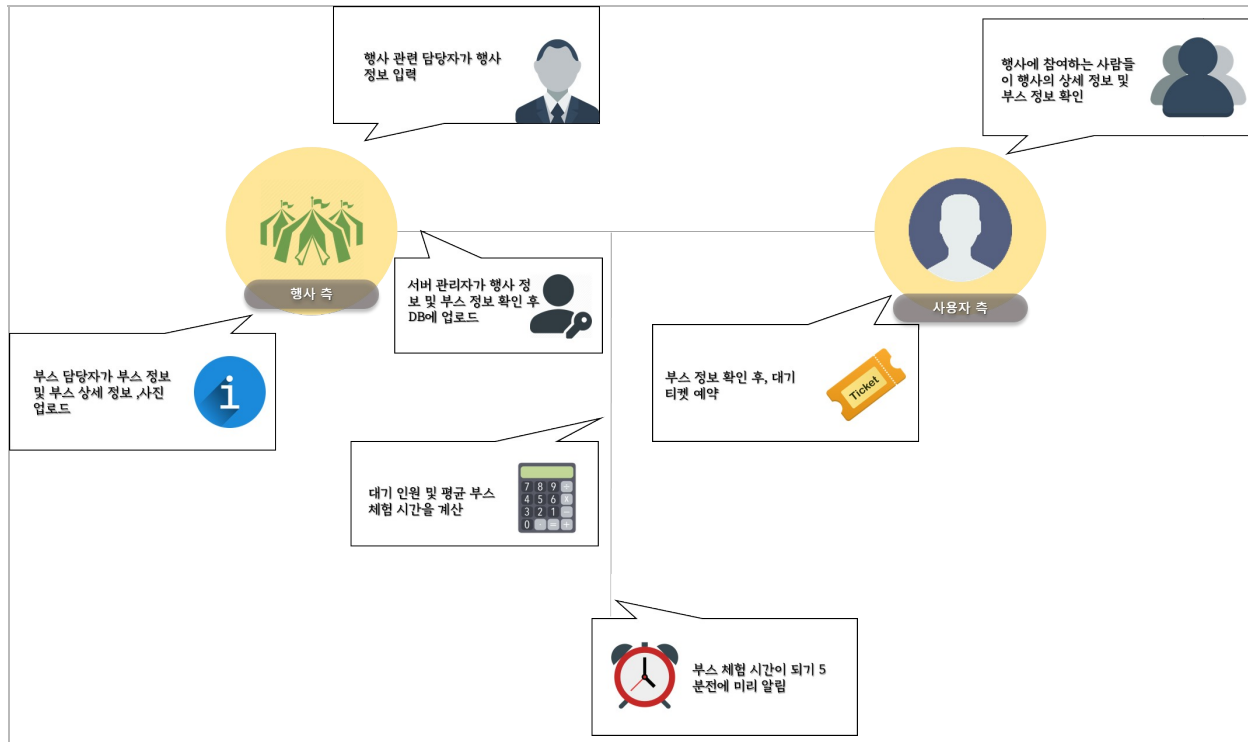 행사 관련 담당자가 행사
정보 입력
행사에 참여하는 사람들
이 행사의 상세 정보 및
부스 정보 확인
행사 측
서버 관리자가 행사 정
보 및 부스 정보 확인 후
DB에 업로드
사용자 측
부스 담당자가 부스 정보
및 부스 상세 정보 ,사진
업로드
i
부스 정보 확인 후, 대기
티켓 예약
Ticket
대기 인원 및 평균 부스
체험 시간을 계산
7 8 9 ÷
4 5 6 x
3 2 1 −
0 · = +
부스 체험 시간이 되기 5
분전에 미리 알림